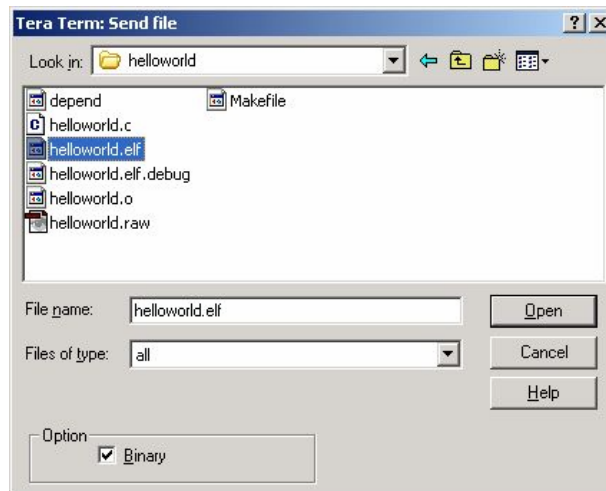 Tera Term: Send file
Look in: helloworld
depend Makefile
helloworld.c
helloworld.elf
helloworld.elf.debug
helloworld.o
helloworld.raw
File name: helloworld.elf Open
Files of type: all Cancel
Help
Option
Binary